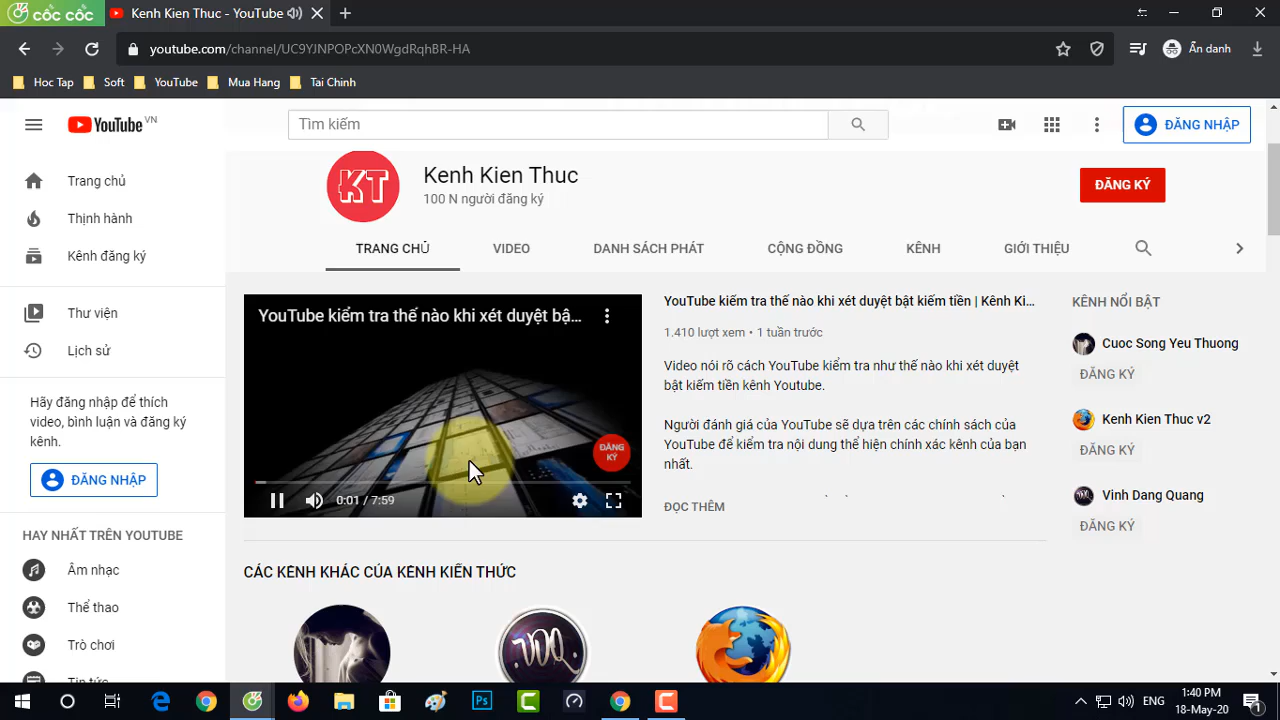 cốc cốc
Kenh Kien Thuc - YouTube
youtube.com/channel/UC9YJNPOPcXN0WgdRqhBR-HA
Ẩn danh
Hoc Tap
Soft
YouTube
Mua Hang
Tai Chinh
YouTube VN
Tìm kiếm
ĐĂNG NHẬP
Trang chủ
Thịnh hành
Kênh đăng ký
Thư viện
Lịch sử
Hãy đăng nhập để thích
video, bình luận và đăng ký
kênh.
ĐĂNG NHẬP
HAY NHẤT TRÊN YOUTUBE
Âm nhạc
Thể thao
Trò chơi
Tin tức
KT
Kenh Kien Thuc
100 N người đăng ký
ĐĂNG KÝ
TRANG CHỦ
VIDEO
DANH SÁCH PHÁT
CỘNG ĐỒNG
KÊNH
GIỚI THIỆU
YouTube kiểm tra thế nào khi xét duyệt bậ...
ĐĂNG
KÝ
0:01 / 7:59
YouTube kiểm tra thế nào khi xét duyệt bật kiếm tiền | Kênh Ki...
1.410 lượt xem • 1 tuần trước
Video nói rõ cách YouTube kiểm tra như thế nào khi xét duyệt
bật kiếm tiền kênh Youtube.
Người đánh giá của YouTube sẽ dựa trên các chính sách của
YouTube để kiểm tra nội dung thể hiện chính xác kênh của bạn
nhất.
ĐỌC THÊM
KÊNH NỔI BẬT
Cuoc Song Yeu Thuong
ĐĂNG KÝ
Kenh Kien Thuc v2
ĐĂNG KÝ
Vinh Dang Quang
ĐĂNG KÝ
CÁC KÊNH KHÁC CỦA KÊNH KIẾN THỨC
VDQ
Ps
ENG
1:40 PM
18-May-20
1